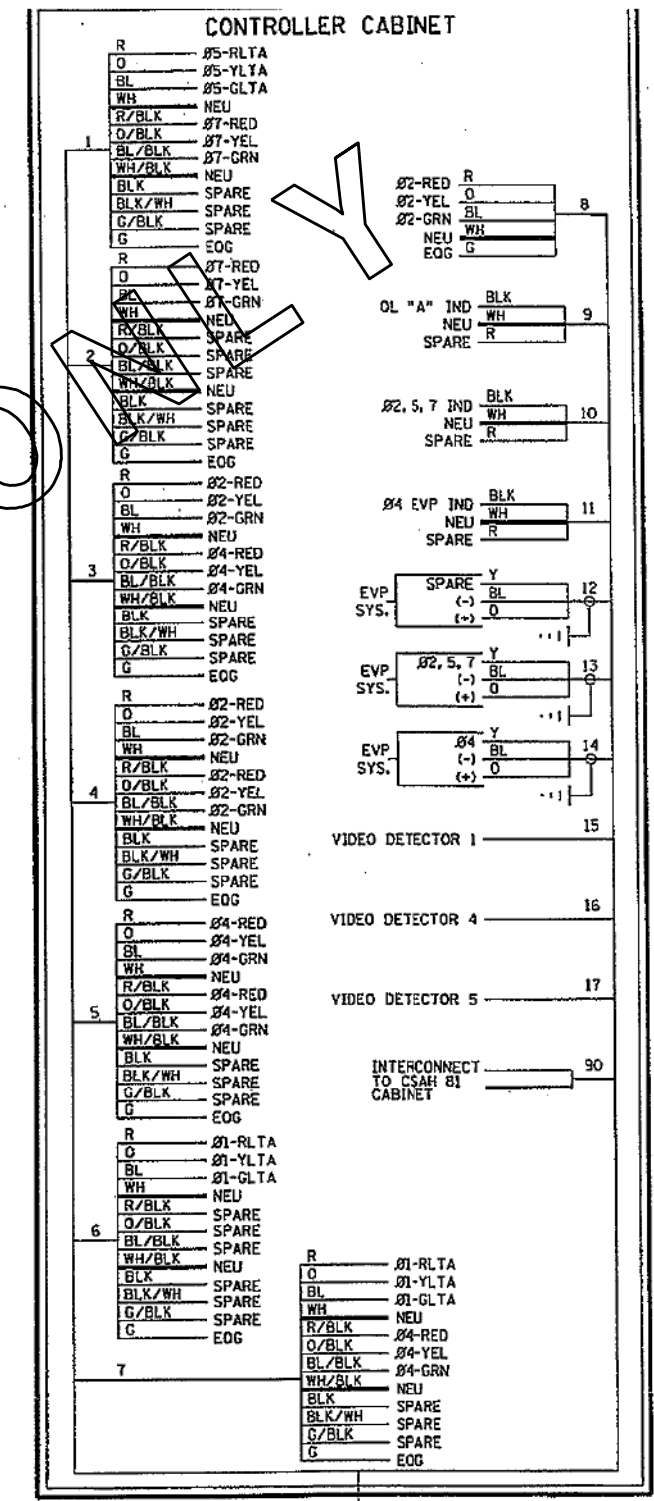 CONTROLLER CABINET
1
R Ø5-RLTA
O Ø5-YLTA
BL Ø5-GLTA
WH NEU
R/BLK Ø7-RED
O/BLK Ø7-YEL
BL/BLK Ø7-GRN
WH/BLK NEU
BLK SPARE
BLK/WH SPARE
G/BLK SPARE
G EOG
2
R Ø7-RED
O Ø7-YEL
BL Ø7-GRN
WH NEU
R/BLK SPARE
O/BLK SPARE
BL/BLK SPARE
WH/BLK NEU
BLK SPARE
BLK/WH SPARE
G/BLK SPARE
G EOG
3
R Ø2-RED
O Ø2-YEL
BL Ø2-GRN
WH NEU
R/BLK Ø4-RED
O/BLK Ø4-YEL
BL/BLK Ø4-GRN
WH/BLK NEU
BLK SPARE
BLK/WH SPARE
G/BLK SPARE
G EOG
4
R Ø2-RED
O Ø2-YEL
BL Ø2-GRN
WH NEU
R/BLK Ø2-RED
O/BLK Ø2-YEL
BL/BLK Ø2-GRN
WH/BLK NEU
BLK SPARE
BLK/WH SPARE
G/BLK SPARE
G EOG
5
R Ø4-RED
O Ø4-YEL
BL Ø4-GRN
WH NEU
R/BLK Ø4-RED
O/BLK Ø4-YEL
BL/BLK Ø4-GRN
WH/BLK NEU
BLK SPARE
BLK/WH SPARE
G/BLK SPARE
G EOG
6
R Ø1-RLTA
O Ø1-YLTA
BL Ø1-GLTA
WH NEU
R/BLK SPARE
O/BLK SPARE
BL/BLK SPARE
WH/BLK NEU
BLK SPARE
BLK/WH SPARE
G/BLK SPARE
G EOG
7
R Ø1-RLTA
O Ø1-YLTA
BL Ø1-GLTA
WH NEU
R/BLK Ø4-RED
O/BLK Ø4-YEL
BL/BLK Ø4-GRN
WH/BLK NEU
BLK SPARE
BLK/WH SPARE
G/BLK SPARE
G EOG
Ø2-RED R
Ø2-YEL O
Ø2-GRN BL
NEU WH
EOG G
8
OL "A" IND BLK
NEU WH
SPARE R
9
Ø2,5,7 IND BLK
NEU WH
SPARE R
10
Ø4 EVP IND BLK
NEU WH
SPARE R
11
EVP SYS.
SPARE Y
(-) BL
(+) O
12
EVP SYS.
Ø2,5,7 Y
(-) BL
(+) O
13
EVP SYS.
Ø4 Y
(-) BL
(+) O
14
VIDEO DETECTOR 1 15
VIDEO DETECTOR 4 16
VIDEO DETECTOR 5 17
INTERCONNECT 90
TO CSAH 81
CABINET
ONLY